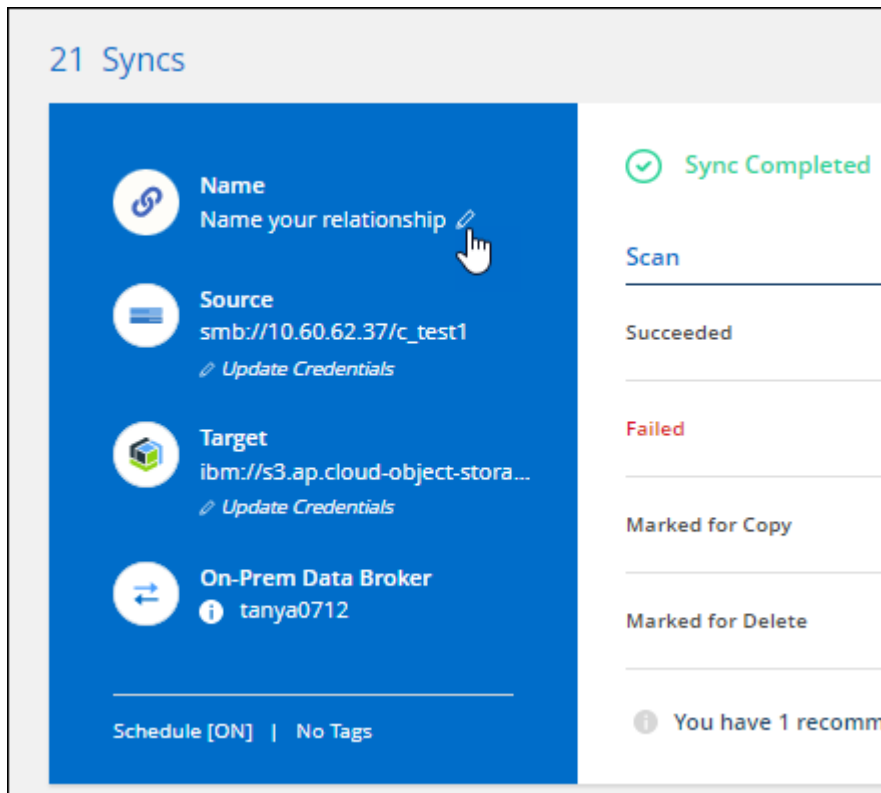 21 Syncs
Name
Name your relationship
Source
smb://10.60.62.37/c_test1
Update Credentials
Target
ibm://s3.ap.cloud-object-stora...
Update Credentials
On-Prem Data Broker
tanya0712
Schedule [ON] | No Tags
Sync Completed
Scan
Succeeded
Failed
Marked for Copy
Marked for Delete
You have 1 recomm